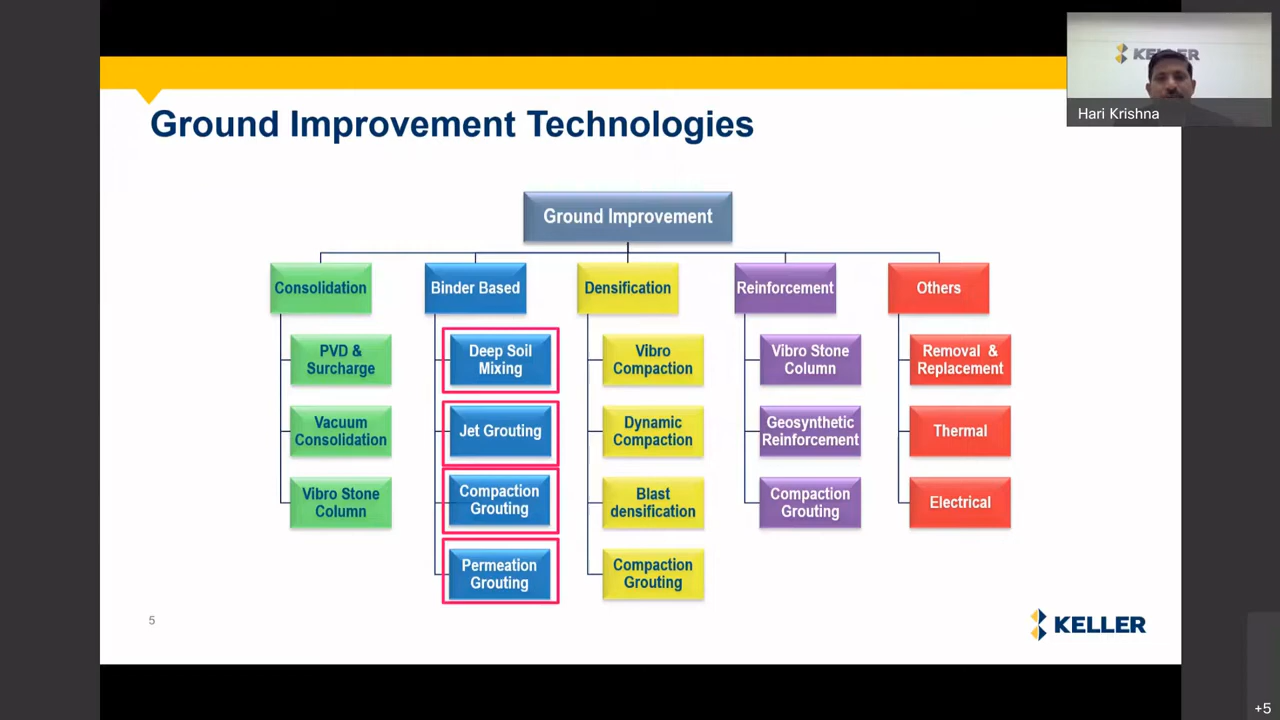 KELLER
Hari Krishna
Ground Improvement Technologies
Ground Improvement
Consolidation
PVD &
Surcharge
Vacuum
Consolidation
Vibro Stone
Column
Binder Based
Deep Soil
Mixing
Jet Grouting
Compaction
Grouting
Permeation
Grouting
Densification
Vibro
Compaction
Dynamic
Compaction
Blast
densification
Compaction
Grouting
Reinforcement
Vibro Stone
Column
Geosynthetic
Reinforcement
Compaction
Grouting
Others
Removal &
Replacement
Thermal
Electrical
5
KELLER
+5